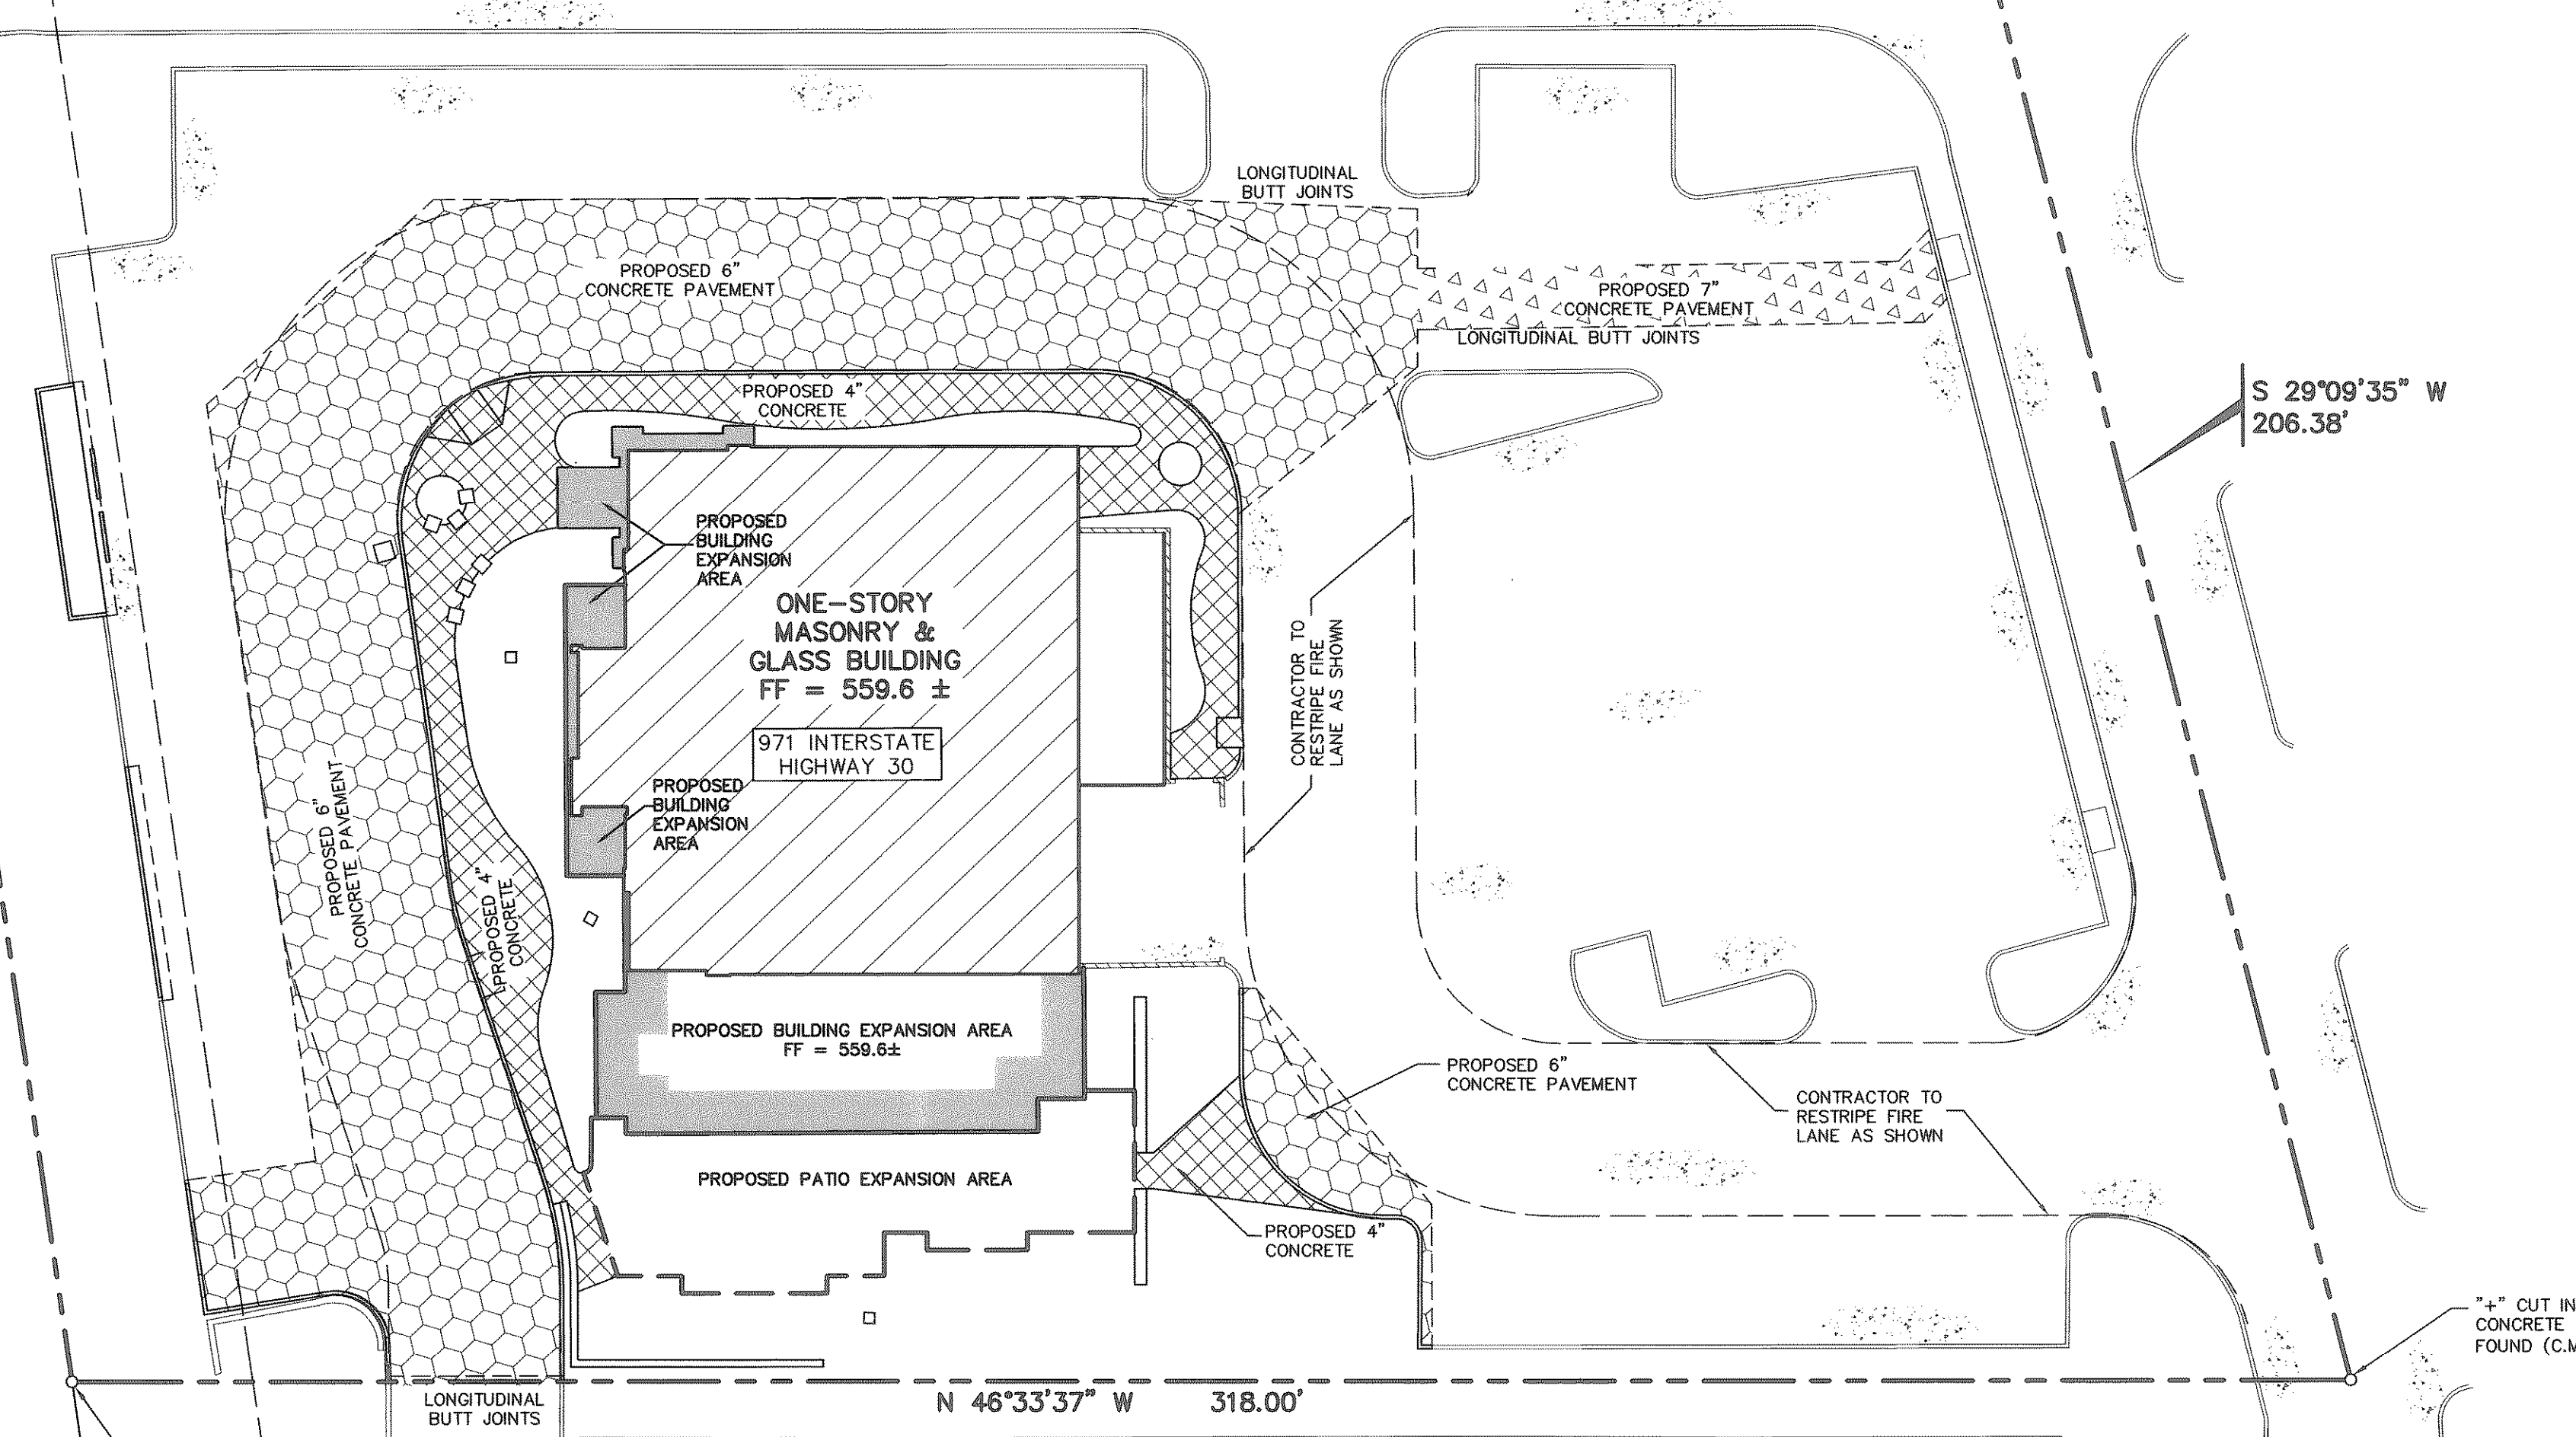 LONGITUDINAL
BUTT JOINTS
PROPOSED 6"
CONCRETE PAVEMENT
PROPOSED 7"
CONCRETE PAVEMENT
LONGITUDINAL BUTT JOINTS
S 29°09'35" W
206.38'
PROPOSED 4"
CONCRETE
PROPOSED
BUILDING
EXPANSION
AREA
ONE-STORY
MASONRY &
GLASS BUILDING
FF = 559.6 ±
971 INTERSTATE
HIGHWAY 30
CONTRACTOR TO
RESTRIPE FIRE
LANE AS SHOWN
PROPOSED
BUILDING
EXPANSION
AREA
PROPOSED 6"
CONCRETE PAVEMENT
PROPOSED 4"
CONCRETE
PROPOSED BUILDING EXPANSION AREA
FF = 559.6±
PROPOSED 6"
CONCRETE PAVEMENT
CONTRACTOR TO
RESTRIPE FIRE
LANE AS SHOWN
PROPOSED PATIO EXPANSION AREA
PROPOSED 4"
CONCRETE
"+" CUT IN
CONCRETE
FOUND (C.M
LONGITUDINAL
BUTT JOINTS
N 46°33'37" W 318.00'